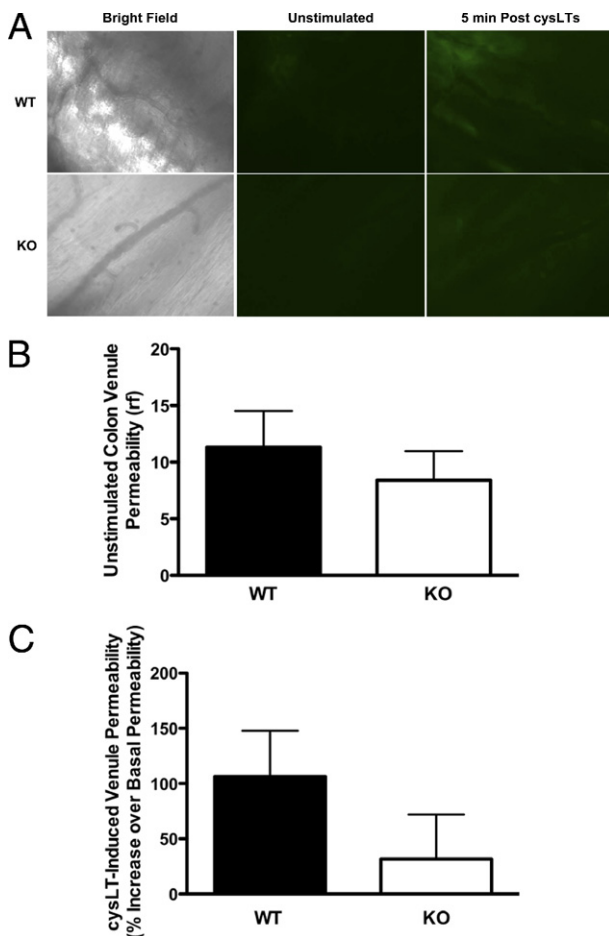 A
Bright Field Unstimulated 5 min Post cysLTs
WT
KO
B
Unstimulated Colon Venule
Permeability (rf)
20
15
10
5
0
WT KO
C
cysLT-Induced Venule Permeability
(% Increase over Basal Permeability)
200
150
100
50
0
WT KO